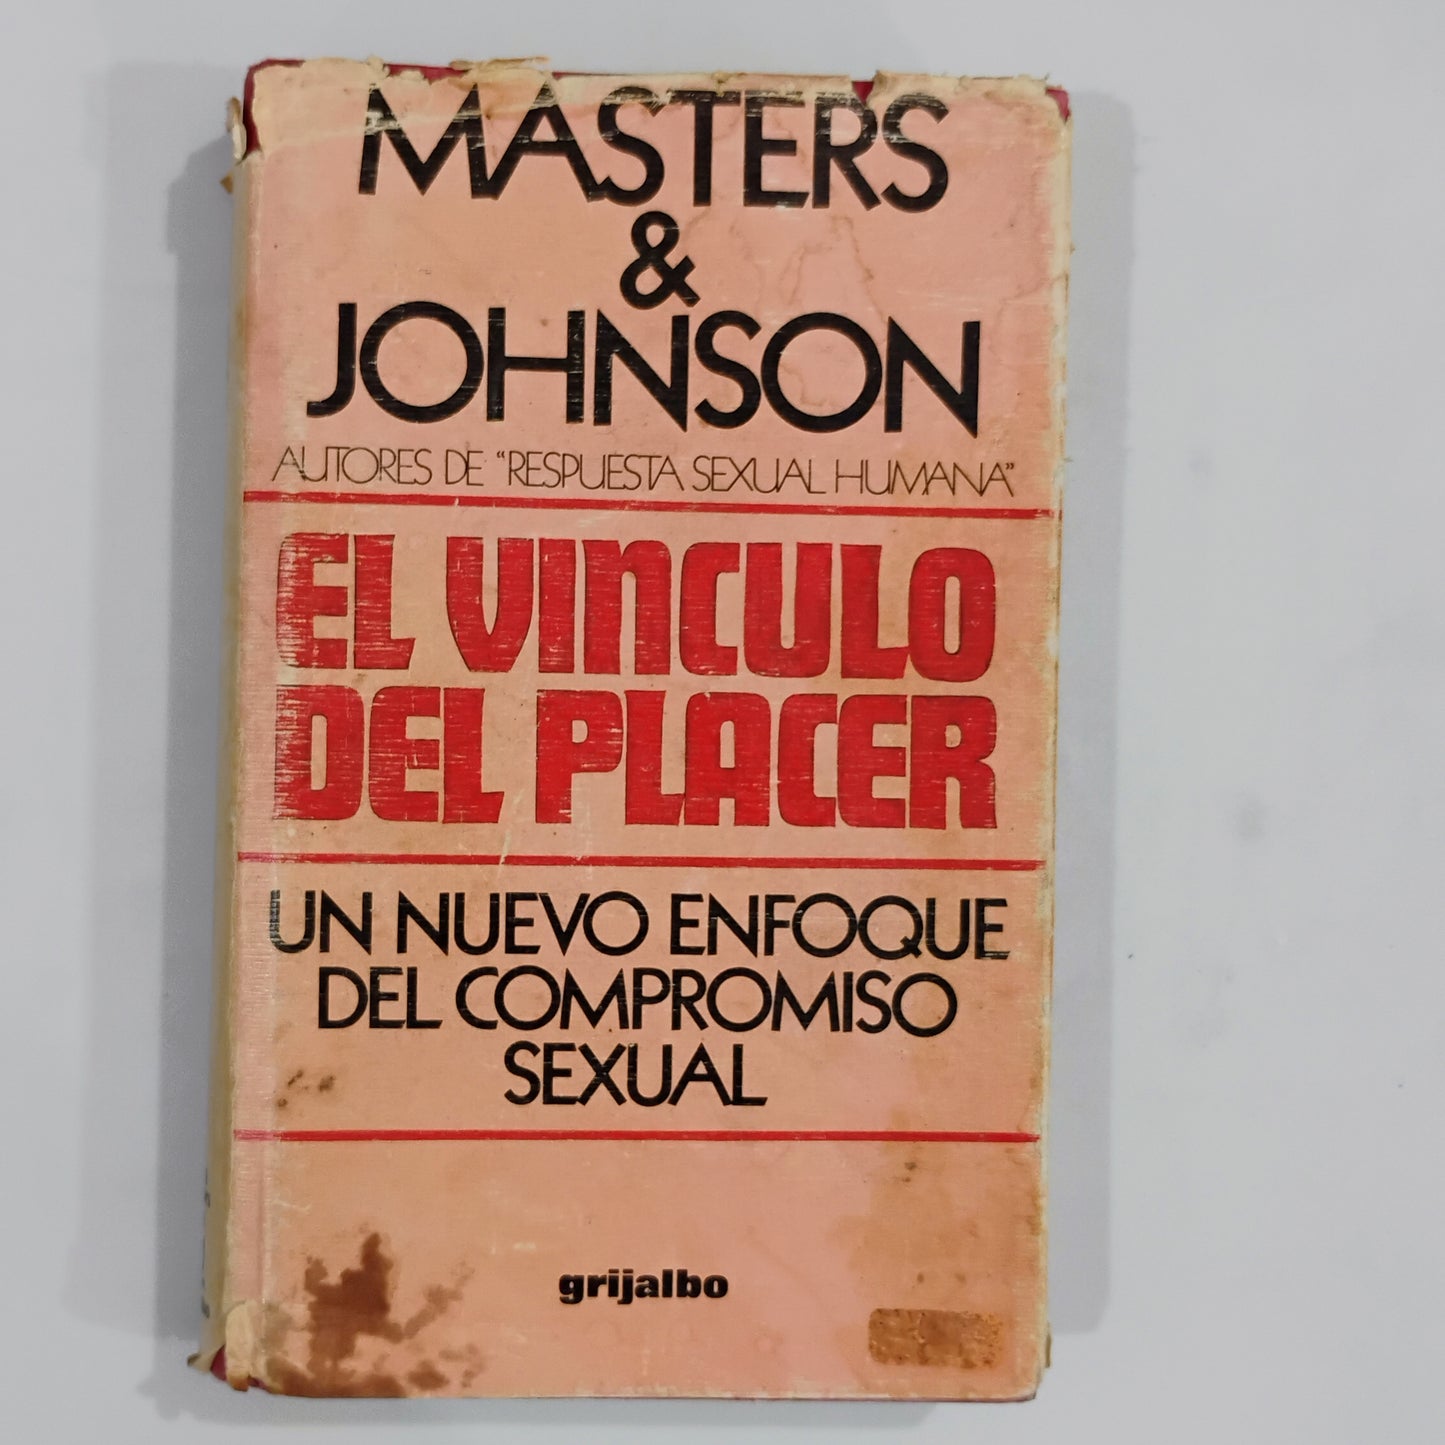 MASTERS
&
JOHNSON
AUTORES DE "RESPUESTA SEXUAL HUMANA"
EL VINCULO
DEL PLACER
UN NUEVO ENFOQUE
DEL COMPROMISO
SEXUAL
grijalbo